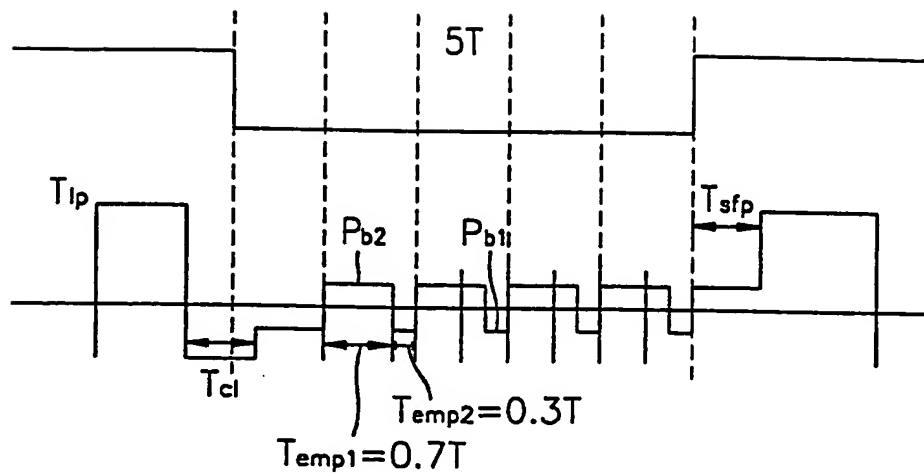 5T
Tlp
Tsfp
Pb2
Pb1
Tcl
Temp2=0.3T
Temp1=0.7T